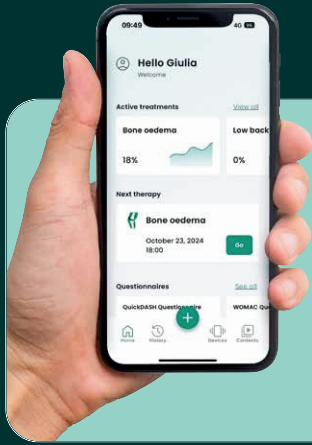 09:49 4G
Hello Giulia
Welcome
Active treatments View all
Bone oedema Low back
18% 0%
Next therapy
Bone oedema
October 23, 2024
18:00
Go
Questionnaires See all
QuickDASH Questionnaire WOMAC Que
Home History Devices Contents